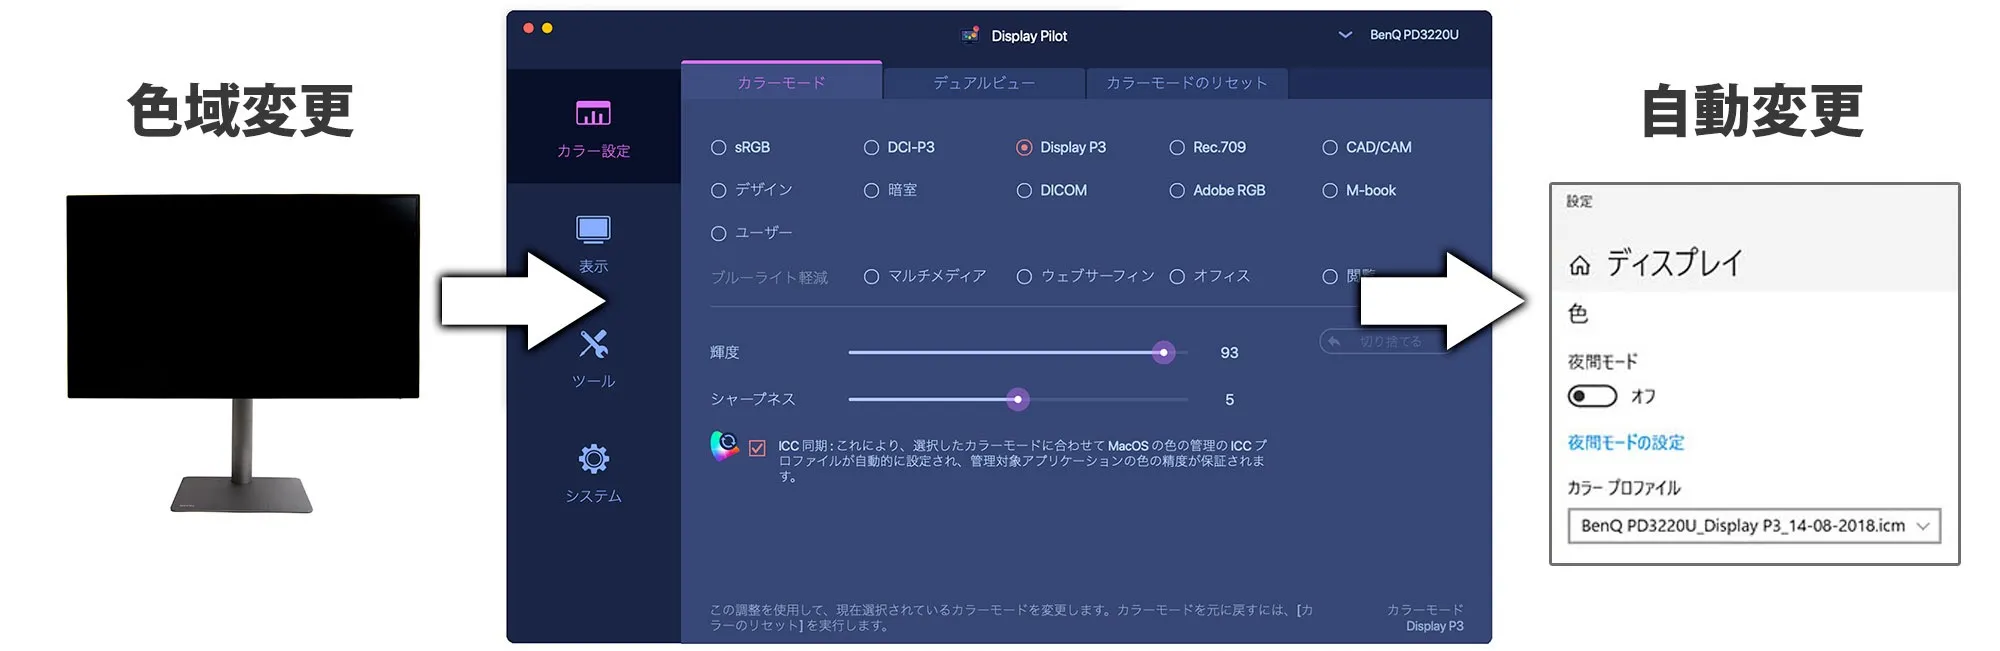 色域変更
Display Pilot
BenQ PD3220U
カラーモード
デュアルビュー
カラーモードのリセット
カラー設定
表示
ツール
システム
sRGB
DCI-P3
Display P3
Rec.709
CAD/CAM
デザイン
暗室
DICOM
Adobe RGB
M-book
ユーザー
ブルーライト軽減
マルチメディア
ウェブサーフィン
オフィス
輝度
93
切り捨てる
シャープネス
5
ICC 同期 : これにより、選択したカラーモードに合わせて MacOS の色の管理の ICC プ
ロファイルが自動的に設定され、管理対象アプリケーションの色の精度が保証されま
す。
この調整を使用して、現在選択されているカラーモードを変更します。カラーモードを元に戻すには、[カ
ラーのリセット] を実行します。
カラーモード
Display P3
自動変更
設定
ディスプレイ
色
夜間モード
オフ
夜間モードの設定
カラー プロファイル
BenQ PD3220U_Display P3_14-08-2018.icm